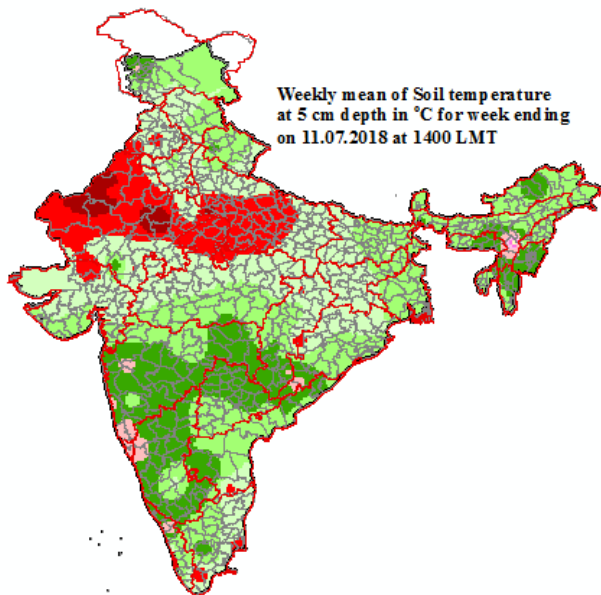 Weekly mean of Soil temperature
at 5 cm depth in °C for week ending
on 11.07.2018 at 1400 LMT